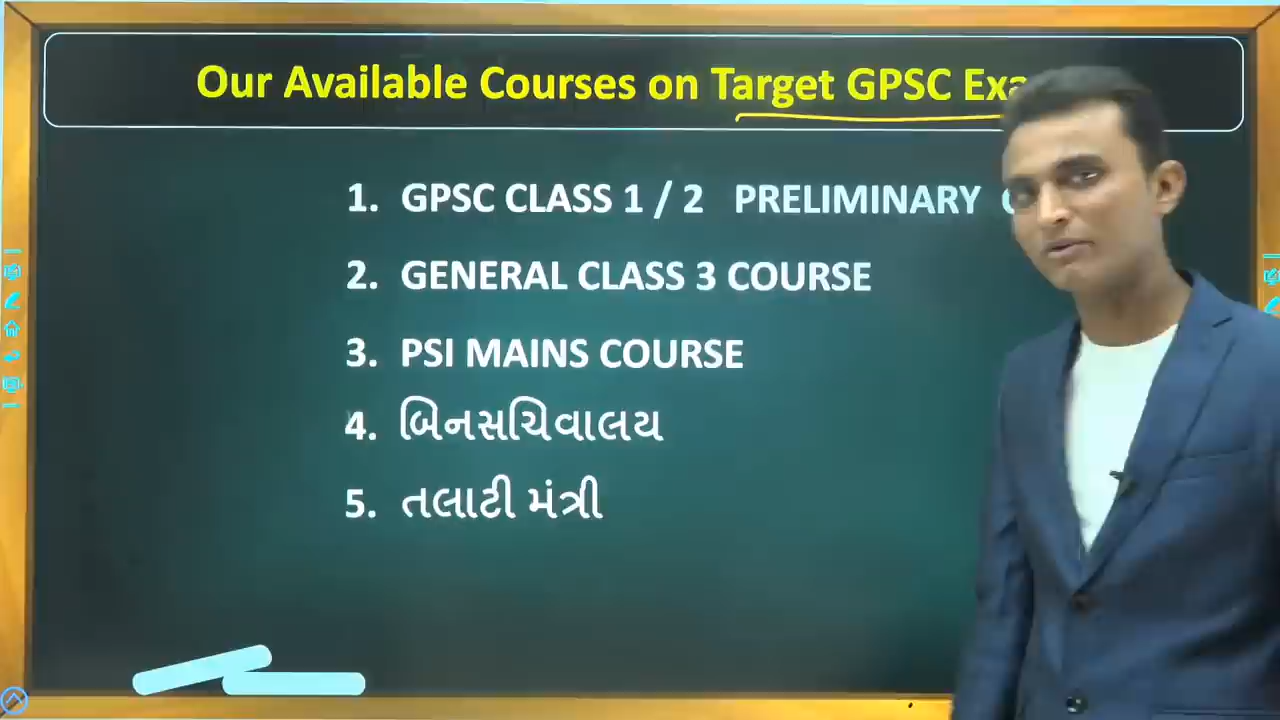 Our Available Courses on Target GPSC
1. GPSC CLASS 1 / 2 PRELIMINARY
2. GENERAL CLASS 3 COURSE
3. PSI MAINS COURSE
4. બિનસચિવાલય
5. તલાટી મંત્રી